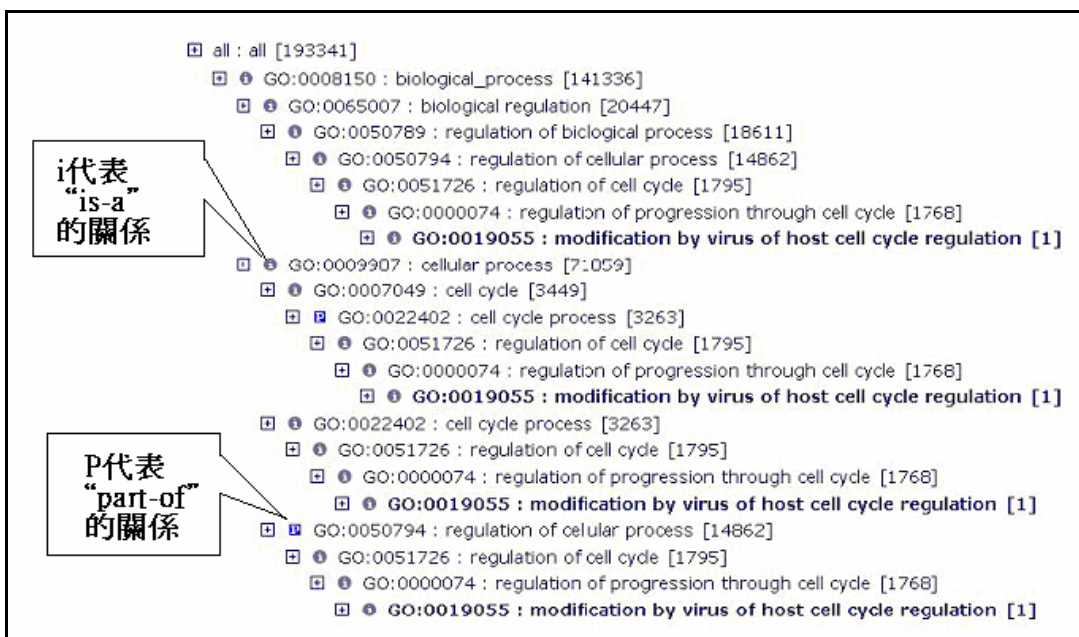 all : all [193341]
GO:0008150 : biological_process [141336]
GO:0065007 : biological regulation [20447]
GO:0050789 : regulation of biclogical process [18611]
GO:0050794 : regulation of cellular process [14862]
GO:0051726 : regulation of cell cycle [1795]
GO:0000074 : regulation of progression through cell cycle [1768]
GO:0019055 : modification by virus of host cell cycle regulation [1]
GO:0009907 : cellular process [71059]
GO:0007049 : cell cycle [3449]
P GO:0022402 : cell cycle process [3263]
GO:0051726 : regulation of cell cycle [1795]
GO:0000074 : regulation of progression through cell cycle [1768]
GO:0019055 : modification by virus of host cell cycle regulation [1]
GO:0022402 : cell cycle process [3263]
GO:0051726 : regulation of cell cycle [1795]
GO:0000074 : regulation of progression through cell cycle [1768]
GO:0019055 : modification by virus of host cell cycle regulation [1]
P GO:0050794 : regulation of celular process [14862]
GO:0051726 : regulation of cell cycle [1795]
GO:0000074 : regulation of progression through cell cycle [1768]
GO:0019055 : modification by virus of host cell cycle regulation [1]
i代表
“is-a”
的關係
P代表
“part-of”
的關係